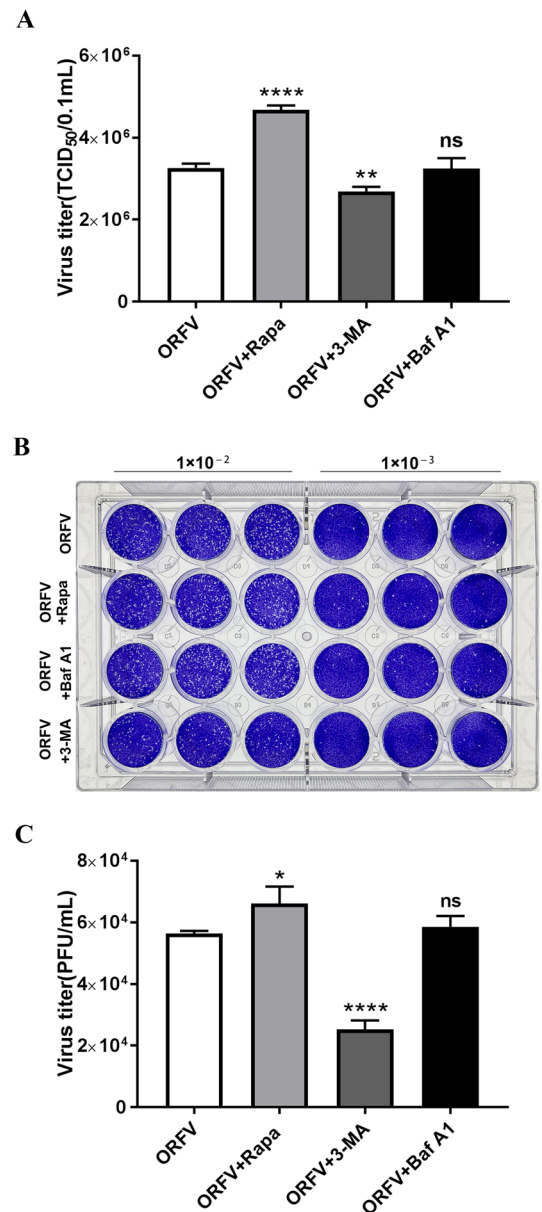 A
Virus titer(TCID₅₀/0.1mL)
6×10⁶
4×10⁶
2×10⁶
0
****
**
ns
ORFV
ORFV+Rapa
ORFV+3-MA
ORFV+Baf A1
B
1×10⁻²
1×10⁻³
ORFV
ORFV
+Rapa
ORFV
+Baf A1
ORFV
+3-MA
C
Virus titer(PFU/mL)
8×10⁴
6×10⁴
4×10⁴
2×10⁴
0
*
****
ns
ORFV
ORFV+Rapa
ORFV+3-MA
ORFV+Baf A1